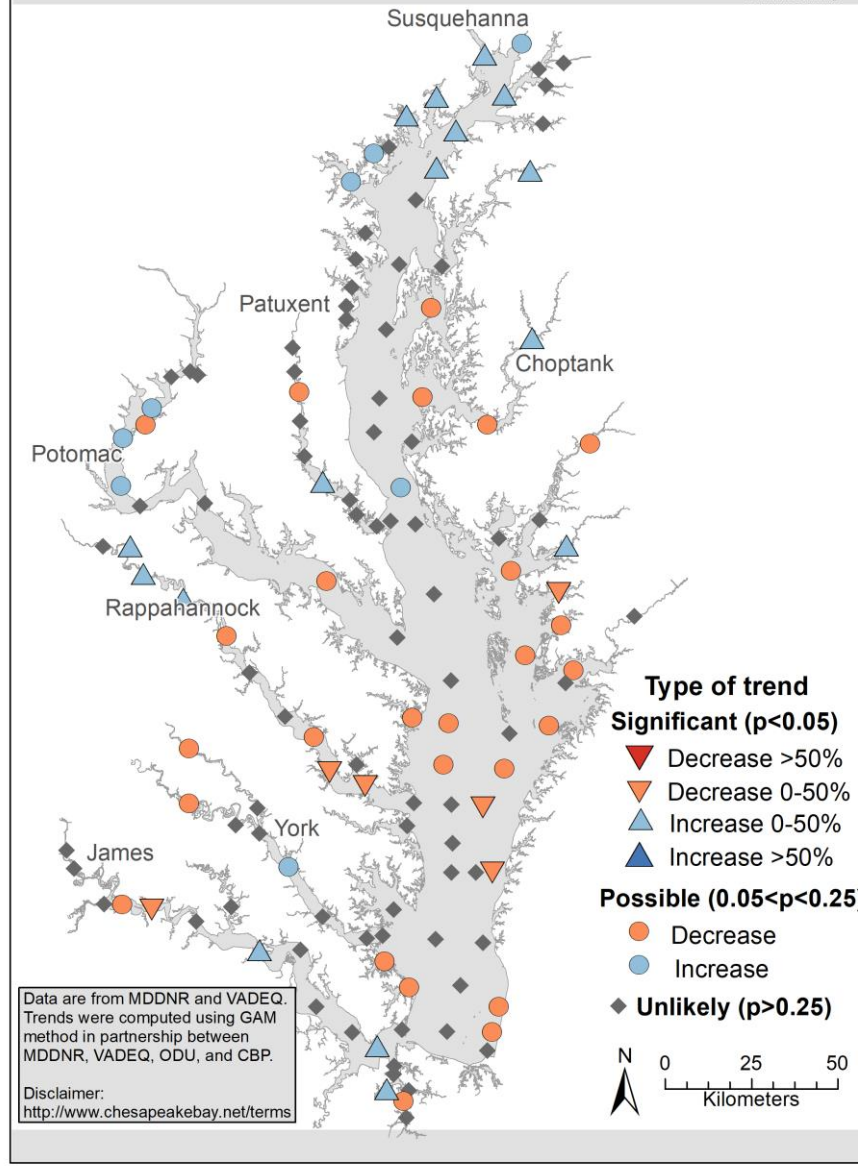 Susquehanna
Patuxent
Choptank
Potomac
Rappahannock
York
James
Type of trend
Significant (p<0.05)
Decrease >50%
Decrease 0-50%
Increase 0-50%
Increase >50%
Possible (0.05<p<0.25)
Decrease
Increase
Unlikely (p>0.25)
Data are from MDDNR and VADEQ.
Trends were computed using GAM
method in partnership between
MDDNR, VADEQ, ODU, and CBP.
Disclaimer:
http://www.chesapeakebay.net/terms
N
0 25 50
Kilometers